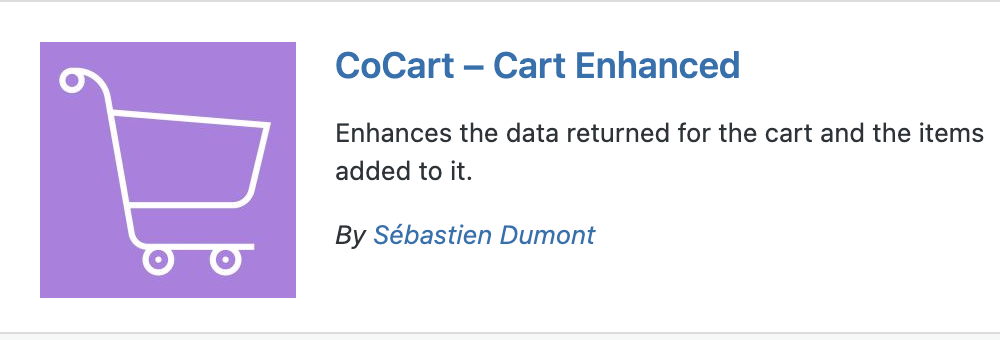 CoCart – Cart Enhanced
Enhances the data returned for the cart and the items
added to it.
By Sébastien Dumont